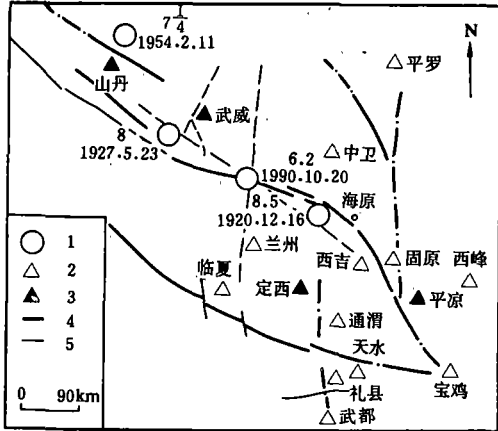 7 1/4
1954.2.11
N
山丹
平罗
武威
8
1927.5.23
中卫
6.2
1990.10.20
8.5
1920.12.16
海原
兰州
西吉
固原
西峰
临夏
定西
平凉
通渭
天水
宝鸡
礼县
武都
1
2
3
4
5
0 90km